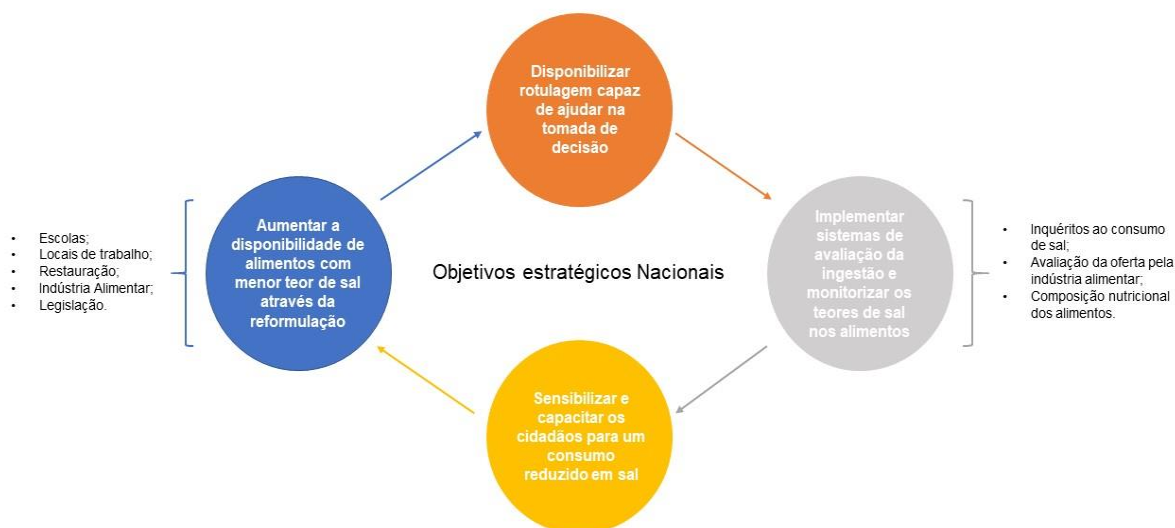 Disponibilizar
rotulagem capaz
de ajudar na
tomada de
decisão
• Escolas;
• Locais de trabalho;
• Restauração;
• Indústria Alimentar;
• Legislação.
Aumentar a
disponibilidade de
alimentos com
menor teor de sal
através da
reformulação
Objetivos estratégicos Nacionais
Implementar
sistemas de
avaliação da
ingestão e
monitorizar os
teores de sal
nos alimentos
• Inquéritos ao consumo
de sal;
• Avaliação da oferta pela
indústria alimentar;
• Composição nutricional
dos alimentos.
Sensibilizar e
capacitar os
cidadãos para um
consumo
reduzido em sal